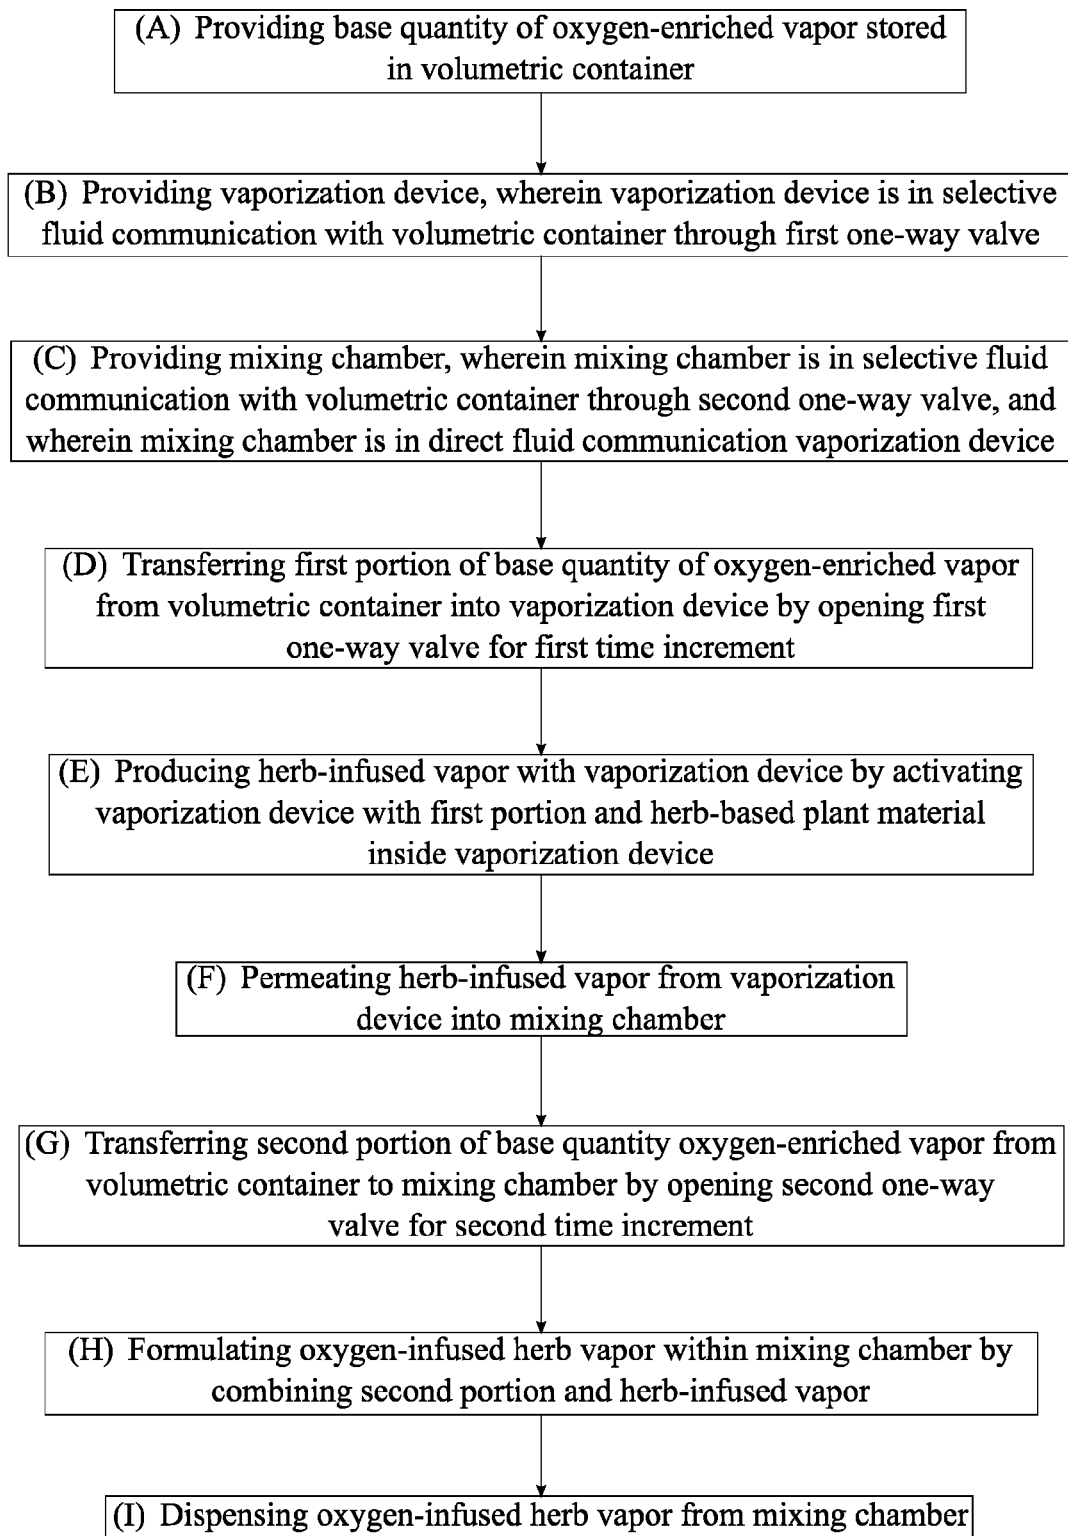 (A) Providing base quantity of oxygen-enriched vapor stored
in volumetric container
(B) Providing vaporization device, wherein vaporization device is in selective
fluid communication with volumetric container through first one-way valve
(C) Providing mixing chamber, wherein mixing chamber is in selective fluid
communication with volumetric container through second one-way valve, and
wherein mixing chamber is in direct fluid communication vaporization device
(D) Transferring first portion of base quantity of oxygen-enriched vapor
from volumetric container into vaporization device by opening first
one-way valve for first time increment
(E) Producing herb-infused vapor with vaporization device by activating
vaporization device with first portion and herb-based plant material
inside vaporization device
(F) Permeating herb-infused vapor from vaporization
device into mixing chamber
(G) Transferring second portion of base quantity oxygen-enriched vapor from
volumetric container to mixing chamber by opening second one-way
valve for second time increment
(H) Formulating oxygen-infused herb vapor within mixing chamber by
combining second portion and herb-infused vapor
(I) Dispensing oxygen-infused herb vapor from mixing chamber